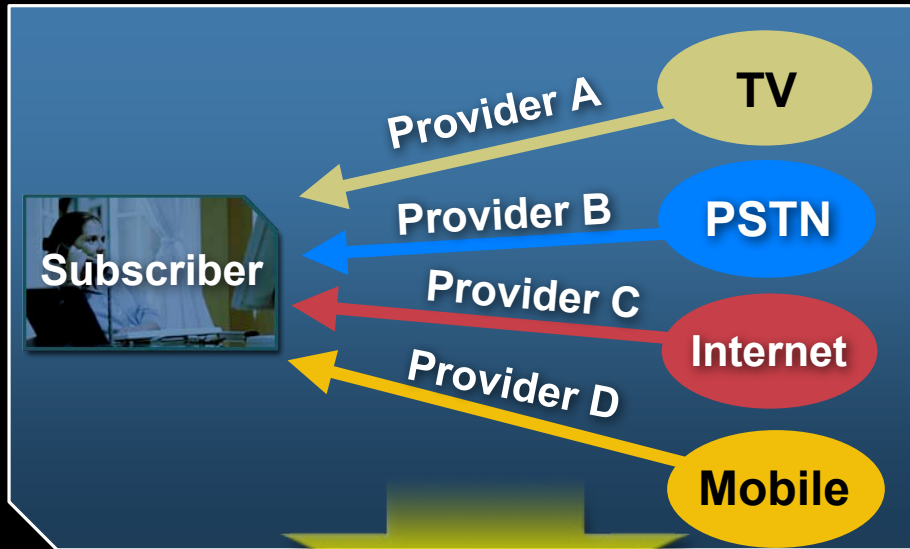 Provider A
TV
Provider B
PSTN
Subscriber
Provider C
Internet
Provider D
Mobile